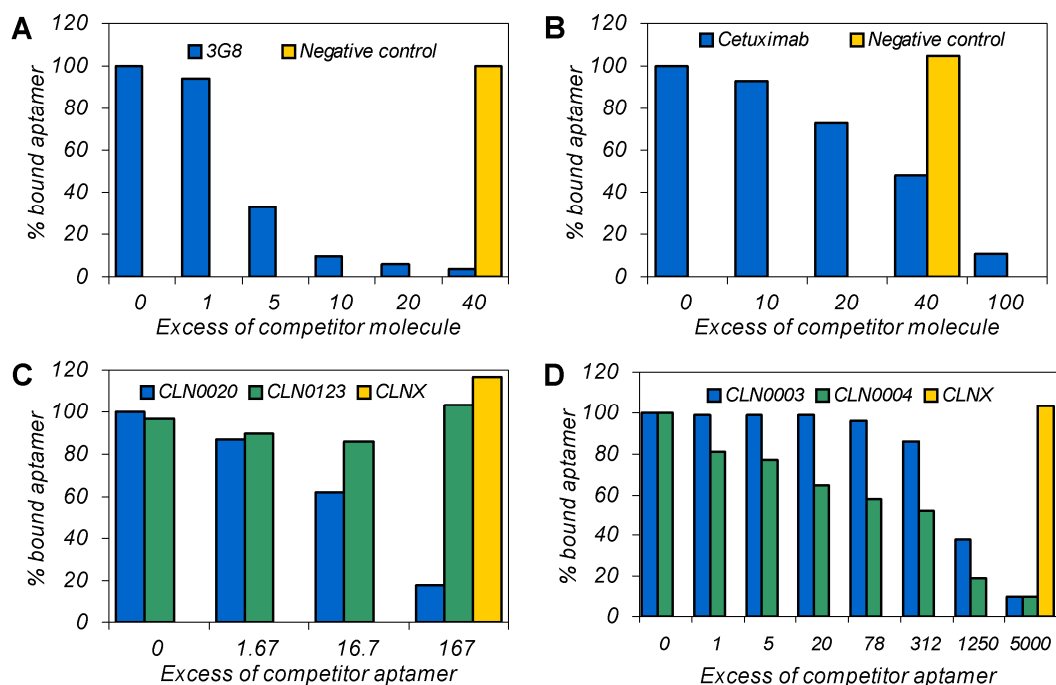 A
% bound aptamer
120
100
80
60
40
20
0
3G8 Negative control
0 1 5 10 20 40
Excess of competitor molecule
B
% bound aptamer
120
100
80
60
40
20
0
Cetuximab Negative control
0 10 20 40 100
Excess of competitor molecule
C
% bound aptamer
120
100
80
60
40
20
0
CLN0020 CLN0123 CLNX
0 1.67 16.7 167
Excess of competitor aptamer
D
% bound aptamer
120
100
80
60
40
20
0
CLN0003 CLN0004 CLNX
0 1 5 20 78 312 1250 5000
Excess of competitor aptamer